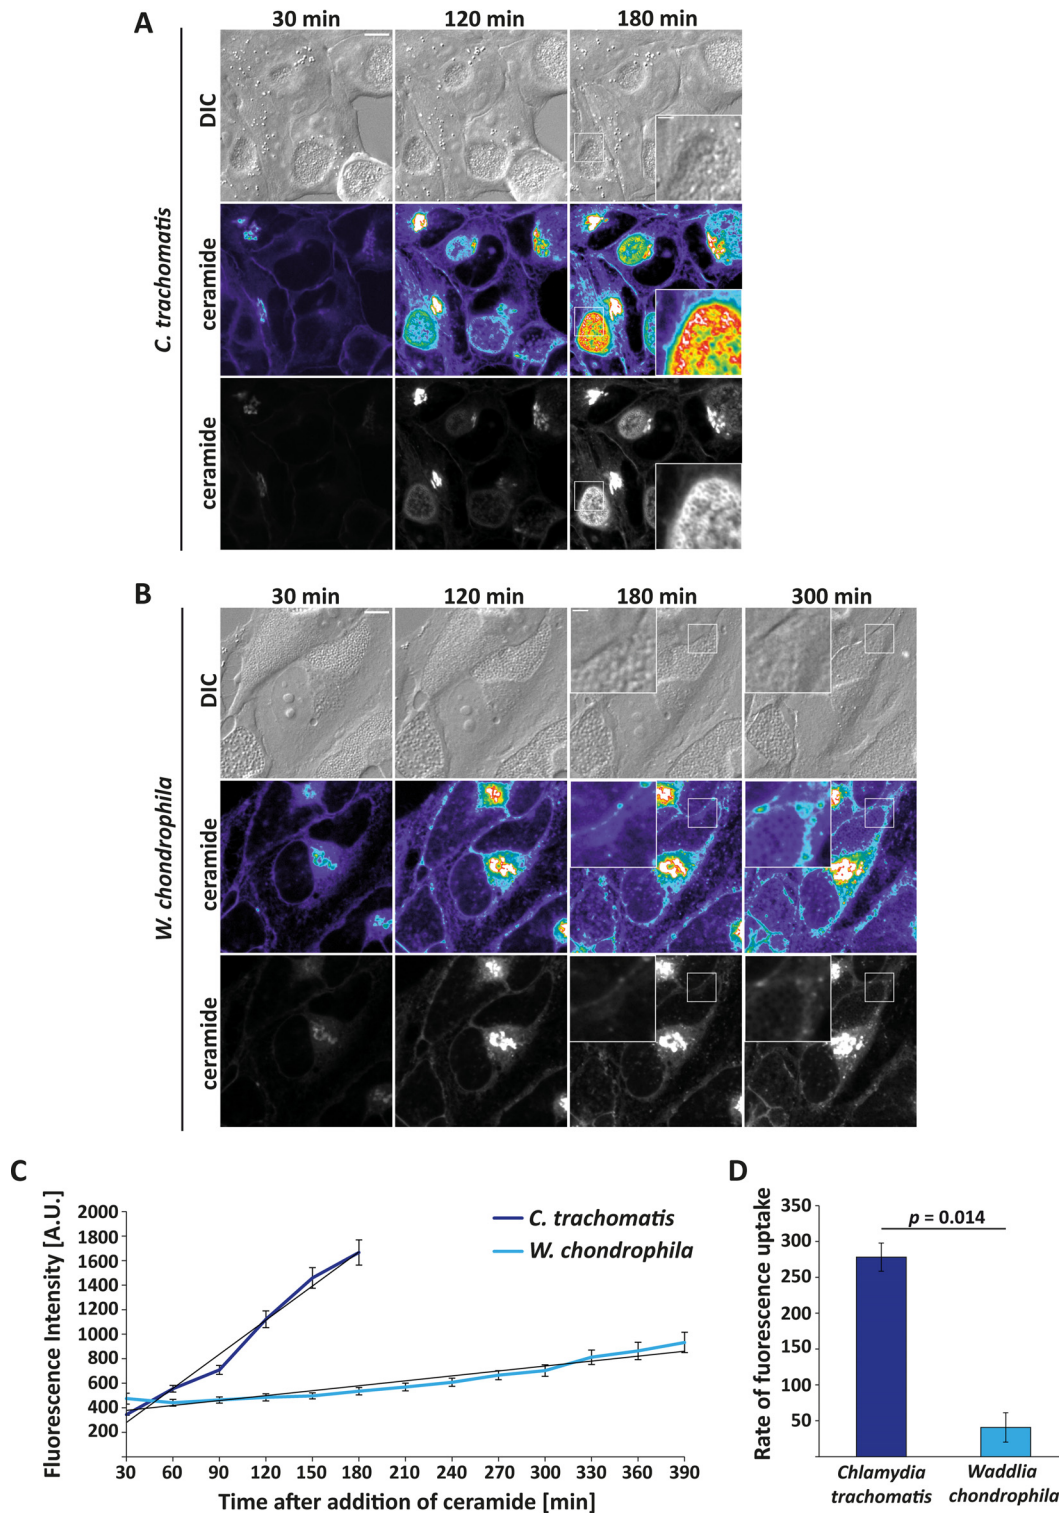 A
30 min 120 min 180 min
C. trachomatis
DIC
ceramide
ceramide
B
30 min 120 min 180 min 300 min
W. chondrophila
DIC
ceramide
ceramide
C
Fluorescence Intensity [A.U.]
2000
1800
1600
1400
1200
1000
800
600
400
200
C. trachomatis
W. chondrophila
30 60 90 120 150 180 210 240 270 300 330 360 390
Time after addition of ceramide [min]
D
Rate of fuorescence uptake
350
300
250
200
150
100
50
p = 0.014
Chlamydia
trachomatis
Waddlia
chondrophila